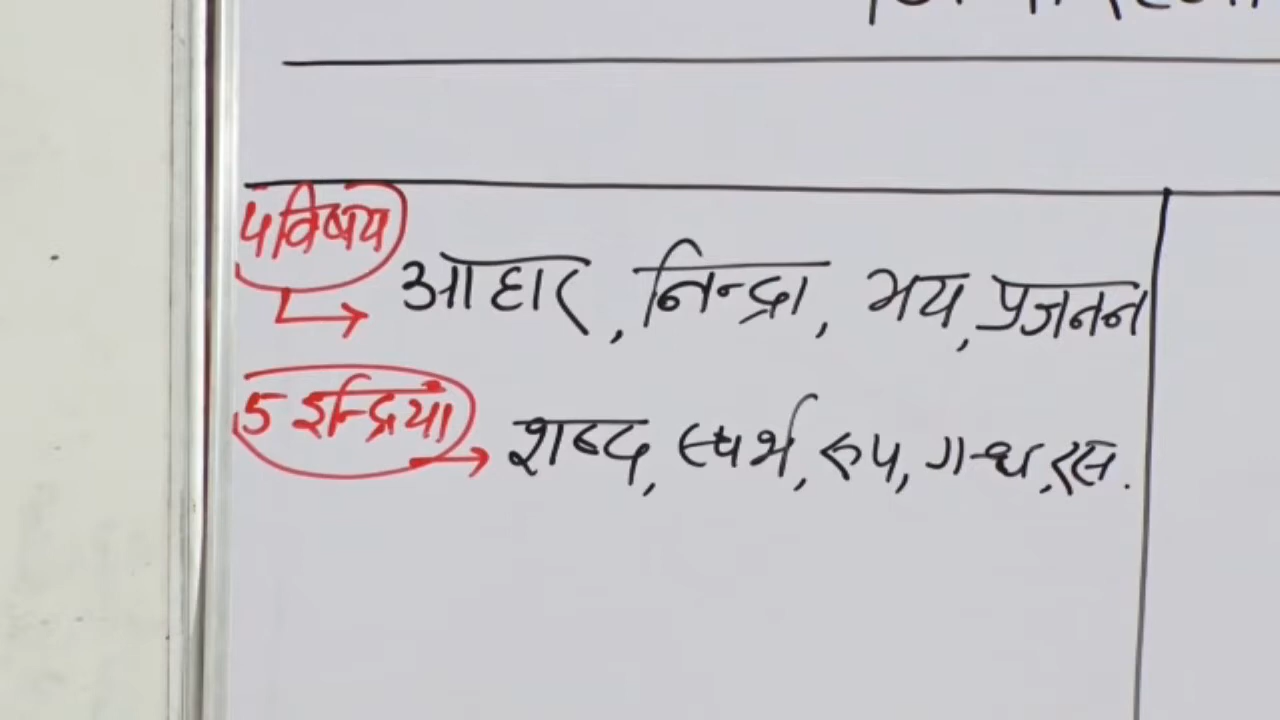 4 विषय
आहार, निन्द्रा, भय, प्रजनन
5 इन्द्रियां
शब्द, स्पर्श, रूप, गन्ध, रस.